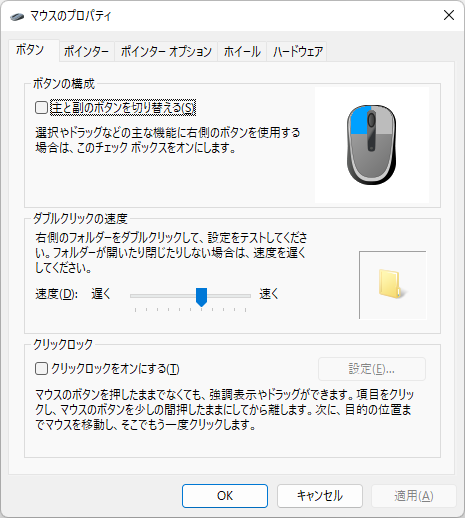 マウスのプロパティ
ボタン ポインター ポインター オプション ホイール ハードウェア
ボタンの構成
主と副のボタンを切り替える(S)
選択やドラッグなどの主な機能に右側のボタンを使用する
場合は、このチェック ボックスをオンにします。
ダブルクリックの速度
右側のフォルダーをダブルクリックして、設定をテストしてくださ
い。フォルダーが開いたり閉じたりしない場合は、速度を遅く
してください。
速度(D): 遅く 速く
クリックロック
クリックロックをオンにする(T)
設定(E)...
マウスのボタンを押したままでなくても、強調表示やドラッグができます。項目をクリッ
クし、マウスのボタンを少しの間押したままにしてから離します。次に、目的の位置ま
でマウスを移動し、そこでもう一度クリックします。
OK キャンセル 適用(A)